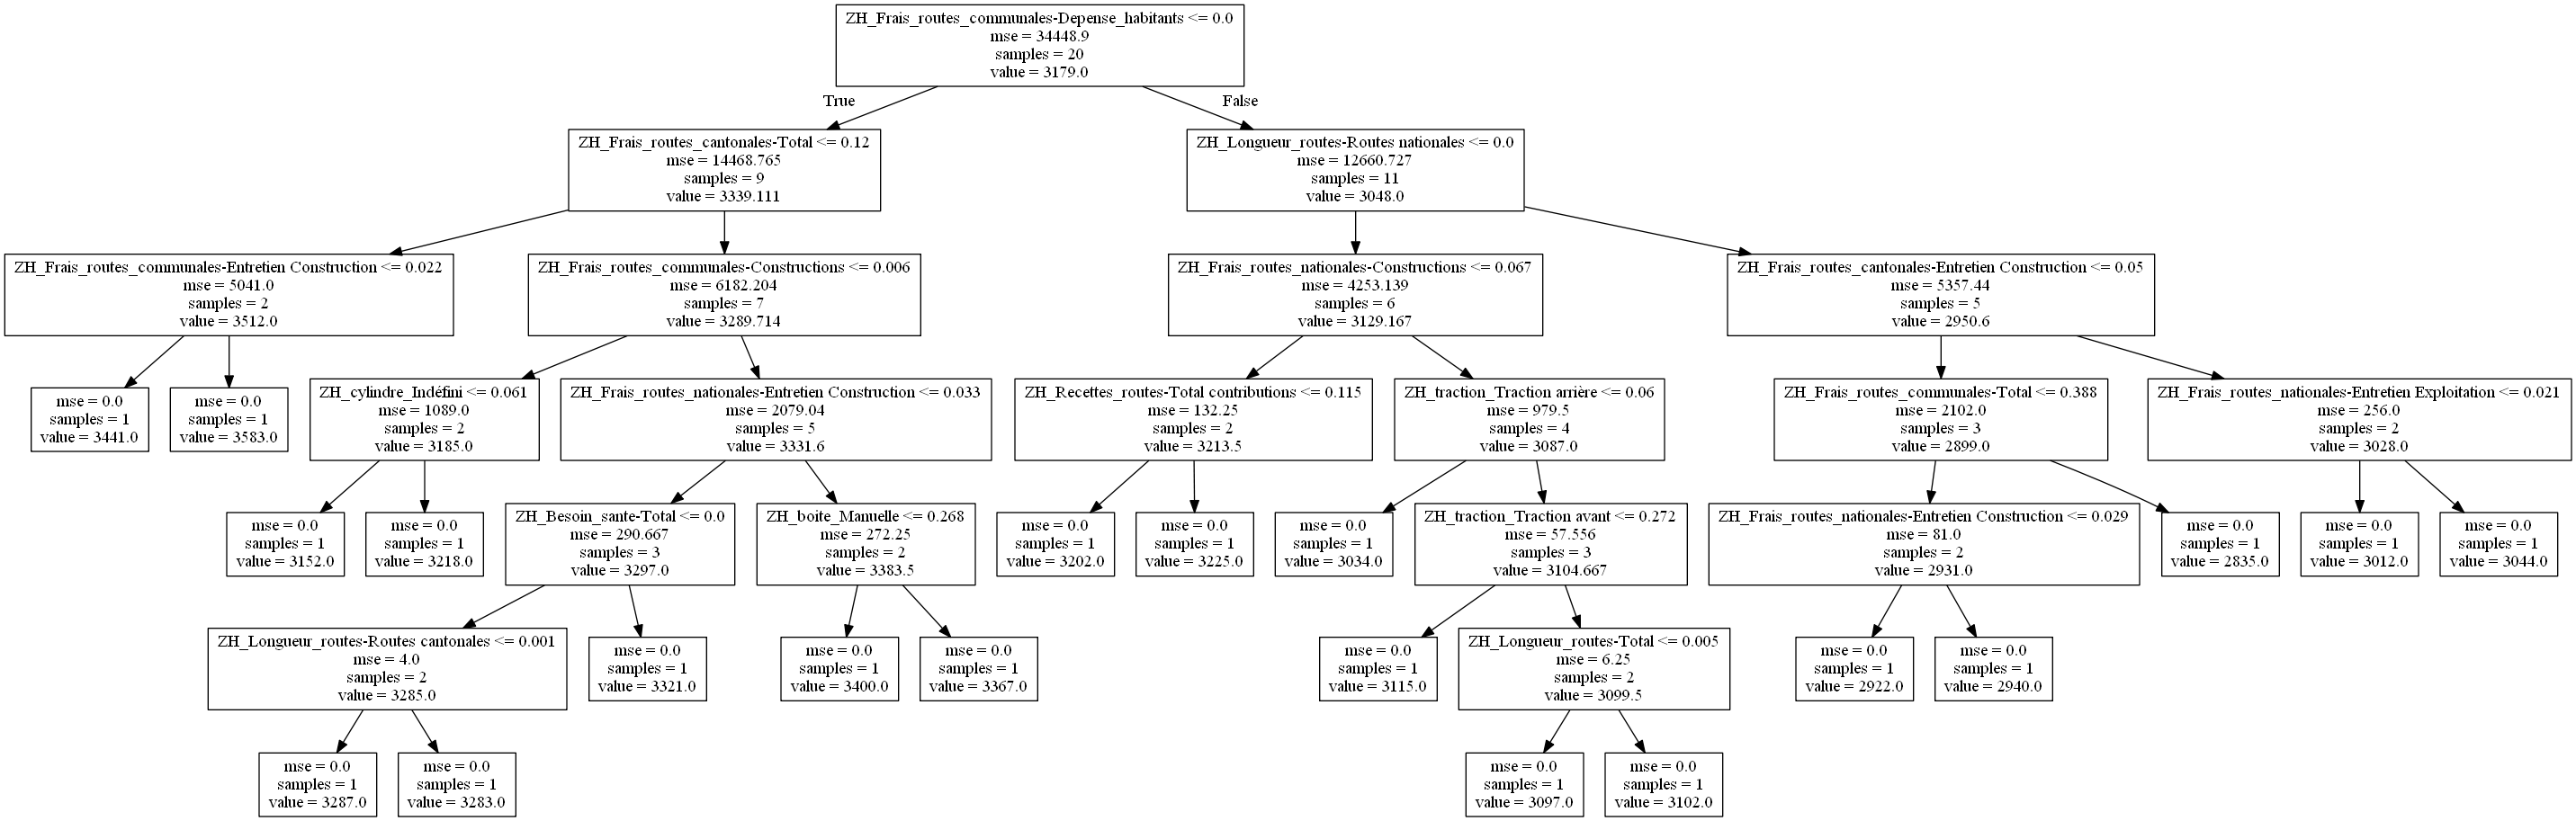 ZH_Frais_routes_communales-Depense_habitants <= 0.0
mse = 34448.9
samples = 20
value = 3179.0
True
False
ZH_Frais_routes_cantonales-Total <= 0.12
mse = 14468.765
samples = 9
value = 3339.111
ZH_Longueur_routes-Routes nationales <= 0.0
mse = 12660.727
samples = 11
value = 3048.0
ZH_Frais_routes_communales-Entretien Construction <= 0.022
mse = 5041.0
samples = 2
value = 3512.0
ZH_Frais_routes_communales-Constructions <= 0.006
mse = 6182.204
samples = 7
value = 3289.714
ZH_Frais_routes_nationales-Constructions <= 0.067
mse = 4253.139
samples = 6
value = 3129.167
ZH_Frais_routes_cantonales-Entretien Construction <= 0.05
mse = 5357.44
samples = 5
value = 2950.6
mse = 0.0
samples = 1
value = 3441.0
mse = 0.0
samples = 1
value = 3583.0
ZH_cylindre_Indéfini <= 0.061
mse = 1089.0
samples = 2
value = 3185.0
ZH_Frais_routes_nationales-Entretien Construction <= 0.033
mse = 2079.04
samples = 5
value = 3331.6
ZH_Recettes_routes-Total contributions <= 0.115
mse = 132.25
samples = 2
value = 3213.5
ZH_traction_Traction arrière <= 0.06
mse = 979.5
samples = 4
value = 3087.0
ZH_Frais_routes_communales-Total <= 0.388
mse = 2102.0
samples = 3
value = 2899.0
ZH_Frais_routes_nationales-Entretien Exploitation <= 0.021
mse = 256.0
samples = 2
value = 3028.0
mse = 0.0
samples = 1
value = 3152.0
mse = 0.0
samples = 1
value = 3218.0
ZH_Besoin_sante-Total <= 0.0
mse = 290.667
samples = 3
value = 3297.0
ZH_boite_Manuelle <= 0.268
mse = 272.25
samples = 2
value = 3383.5
mse = 0.0
samples = 1
value = 3202.0
mse = 0.0
samples = 1
value = 3225.0
mse = 0.0
samples = 1
value = 3034.0
ZH_traction_Traction avant <= 0.272
mse = 57.556
samples = 3
value = 3104.667
ZH_Frais_routes_nationales-Entretien Construction <= 0.029
mse = 81.0
samples = 2
value = 2931.0
mse = 0.0
samples = 1
value = 2835.0
mse = 0.0
samples = 1
value = 3012.0
mse = 0.0
samples = 1
value = 3044.0
ZH_Longueur_routes-Routes cantonales <= 0.001
mse = 4.0
samples = 2
value = 3285.0
mse = 0.0
samples = 1
value = 3321.0
mse = 0.0
samples = 1
value = 3400.0
mse = 0.0
samples = 1
value = 3367.0
mse = 0.0
samples = 1
value = 3115.0
ZH_Longueur_routes-Total <= 0.005
mse = 6.25
samples = 2
value = 3099.5
mse = 0.0
samples = 1
value = 2922.0
mse = 0.0
samples = 1
value = 2940.0
mse = 0.0
samples = 1
value = 3287.0
mse = 0.0
samples = 1
value = 3283.0
mse = 0.0
samples = 1
value = 3097.0
mse = 0.0
samples = 1
value = 3102.0